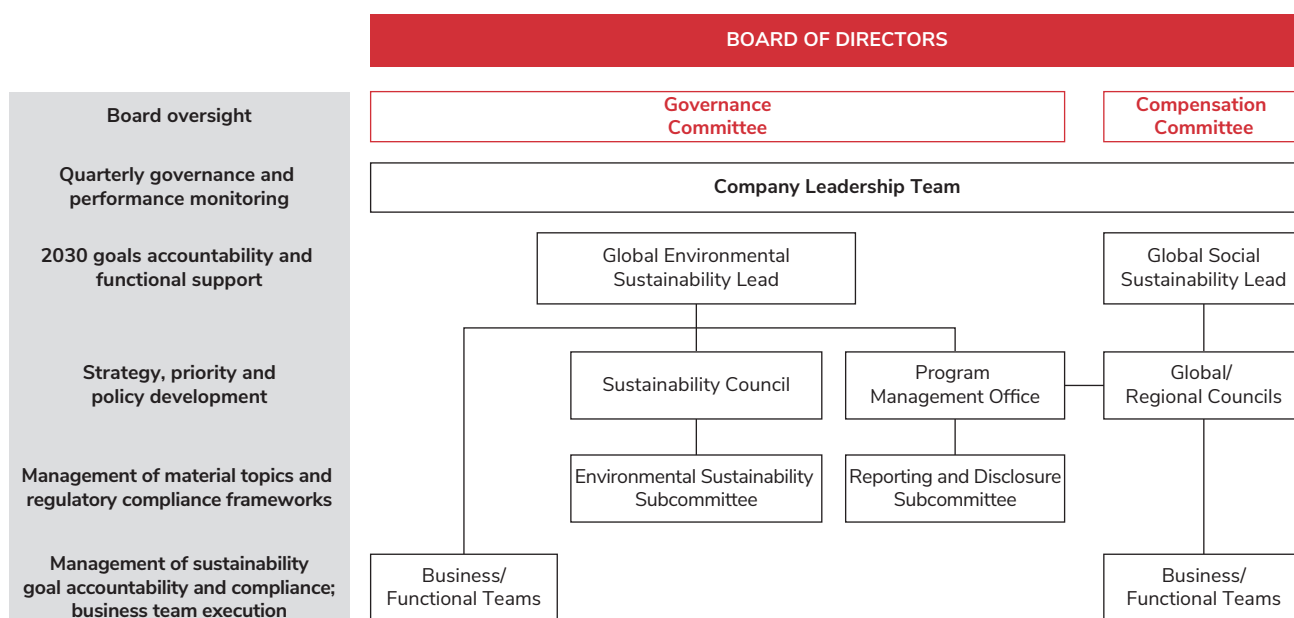 BOARD OF DIRECTORS
Board oversight
Governance
Committee
Compensation
Committee
Quarterly governance and
performance monitoring
Company Leadership Team
2030 goals accountability and
functional support
Global Environmental
Sustainability Lead
Global Social
Sustainability Lead
Strategy, priority and
policy development
Sustainability Council
Program
Management Office
Global/
Regional Councils
Management of material topics and
regulatory compliance frameworks
Environmental Sustainability
Subcommittee
Reporting and Disclosure
Subcommittee
Management of sustainability
goal accountability and compliance;
business team execution
Business/
Functional Teams
Business/
Functional Teams